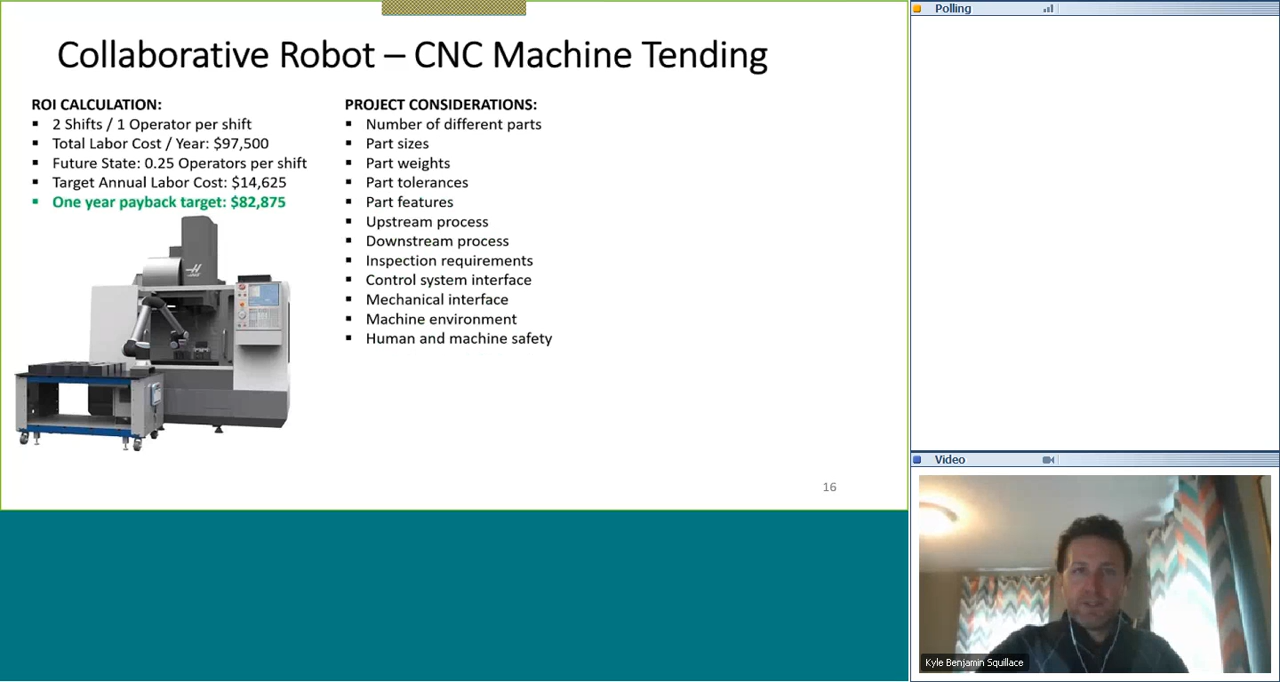 Collaborative Robot – CNC Machine Tending
ROI CALCULATION:
▪ 2 Shifts / 1 Operator per shift
▪ Total Labor Cost / Year: $97,500
▪ Future State: 0.25 Operators per shift
▪ Target Annual Labor Cost: $14,625
▪ One year payback target: $82,875
PROJECT CONSIDERATIONS:
▪ Number of different parts
▪ Part sizes
▪ Part weights
▪ Part tolerances
▪ Part features
▪ Upstream process
▪ Downstream process
▪ Inspection requirements
▪ Control system interface
▪ Mechanical interface
▪ Machine environment
▪ Human and machine safety
16
Polling
Video
Kyle Benjamin Squillace